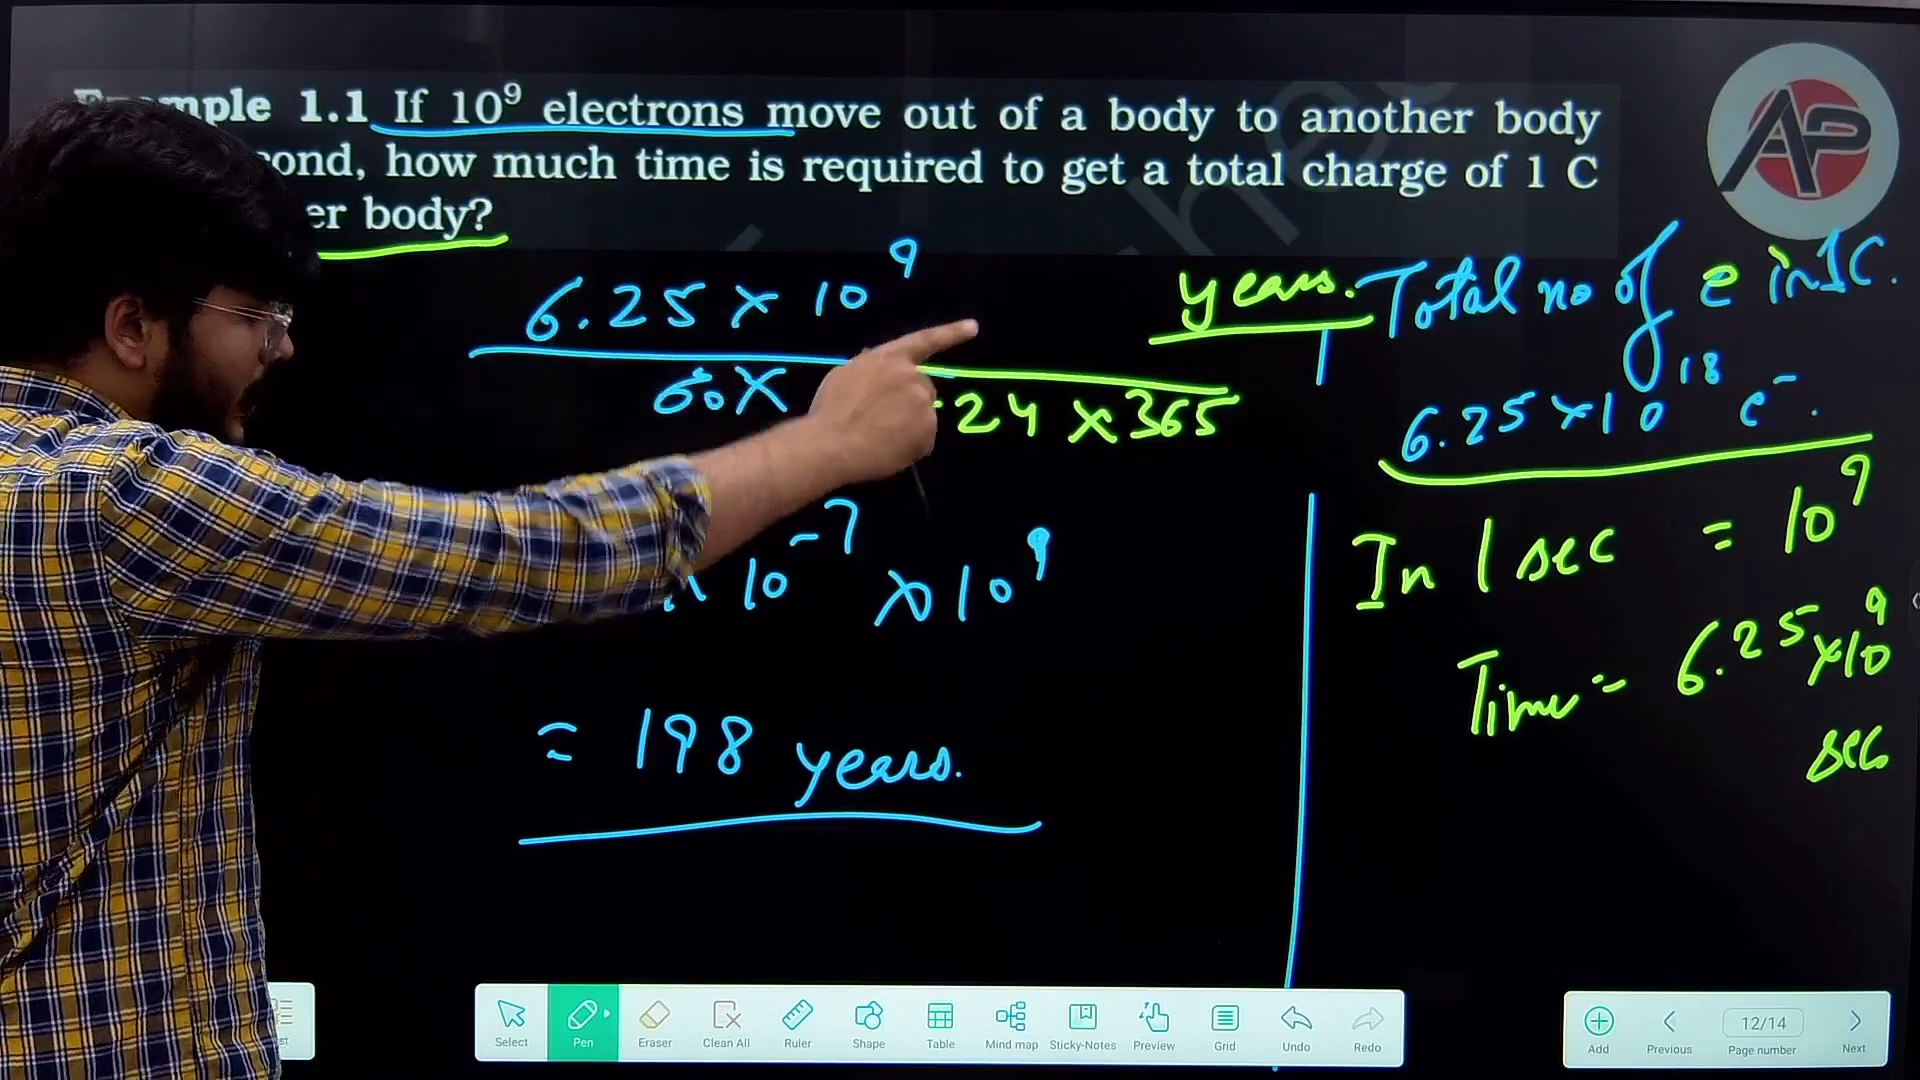 Example 1.1 If 10⁹ electrons move out of a body to another body
ond, how much time is required to get a total charge of 1 C
er body?
AP
6.25 × 10⁹
60 ×
24 × 365
years.
10⁻⁷ × 10⁹
= 198 years.
Total no of e in 1C.
6.25 × 10¹⁸ e⁻.
In 1 sec = 10⁹
Time = 6.25 × 10⁹
sec
Select
Pen
Eraser
Clean All
Ruler
Shape
Table
Mind map
Sticky-Notes
Preview
Grid
Undo
Redo
Add
Previous
12/14
Page number
Next